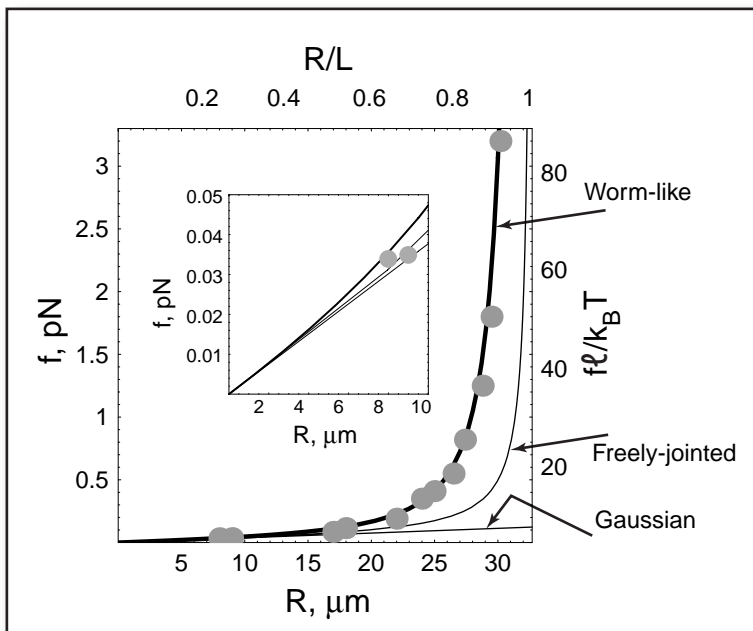 R/L
0.2 0.4 0.6 0.8 1
3
2.5
2
1.5
1
0.5
f, pN
80
60
40
20
fℓ/k_BT
Worm-like
Freely-jointed
Gaussian
0.05
0.04
0.03
0.02
0.01
f, pN
2 4 6 8 10
R, μm
5 10 15 20 25 30
R, μm